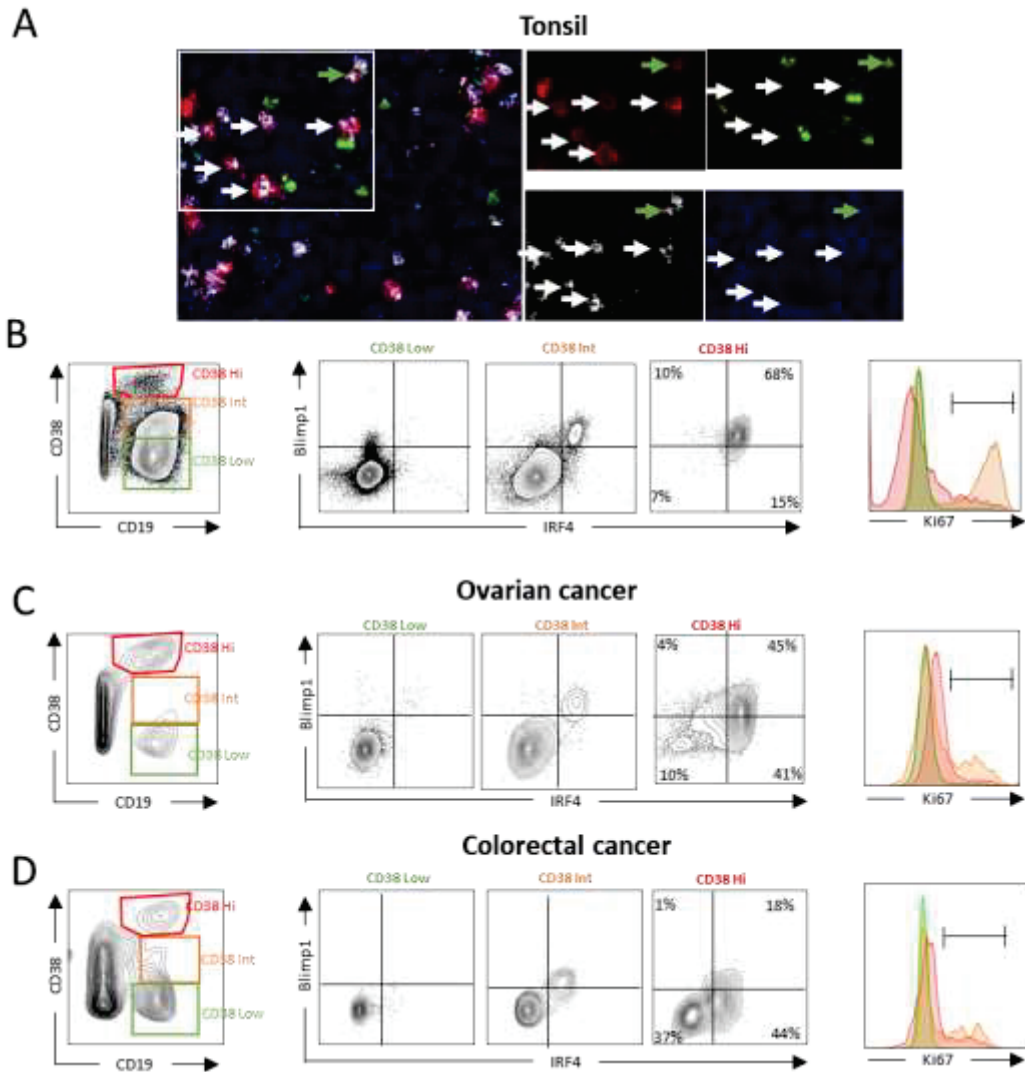 A
Tonsil
B
CD38 Low
CD38 Int
CD38 Hi
CD38
CD38 Hi
CD38 Int
CD38 Low
CD19
Blimp1
10%
68%
7%
15%
IRF4
Ki67
C
Ovarian cancer
CD38 Low
CD38 Int
CD38 Hi
CD38
CD38 Hi
CD38 Int
CD38 Low
CD19
Blimp1
4%
45%
10%
41%
IRF4
Ki67
D
Colorectal cancer
CD38 Low
CD38 Int
CD38 Hi
CD38
CD38 Hi
CD38 Int
CD38 Low
CD19
Blimp1
1%
18%
37%
44%
IRF4
Ki67